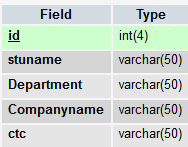 Field Type
id int(4)
stuname varchar(50)
Department varchar(50)
Companyname varchar(50)
ctc varchar(50)